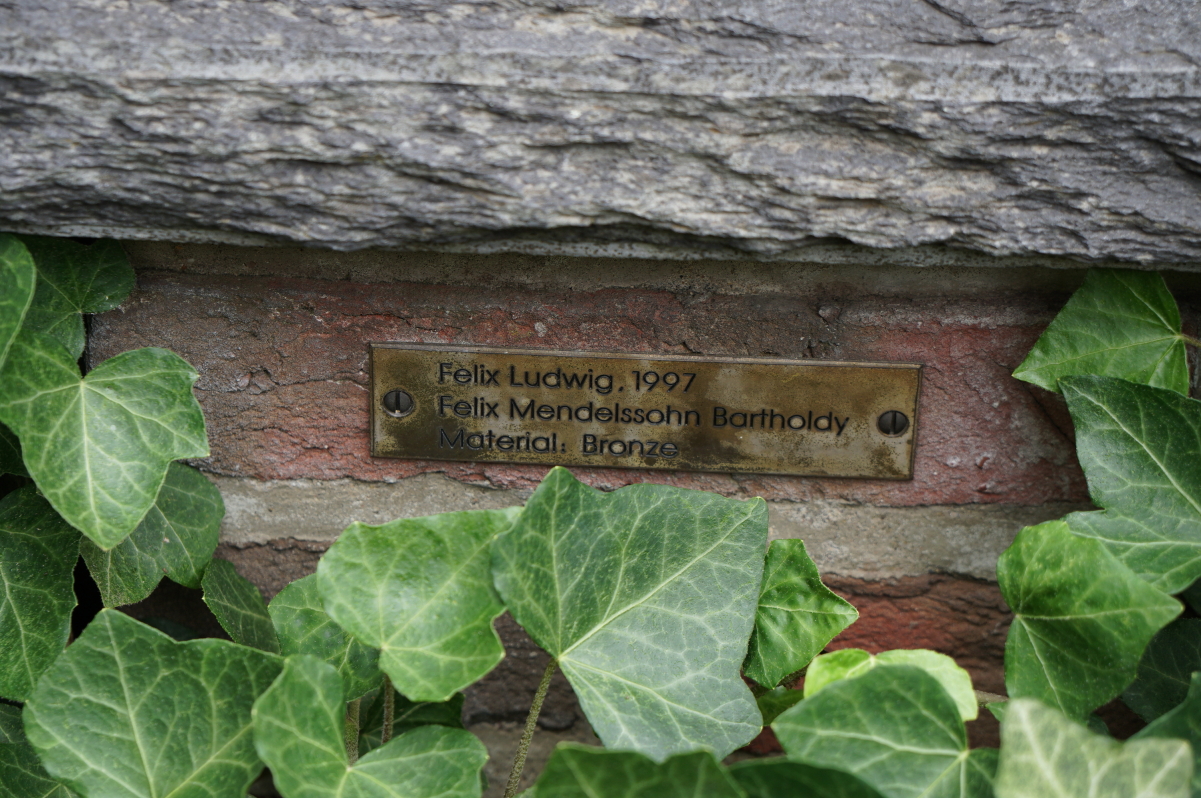 Felix Ludwig, 1997
Felix Mendelssohn Bartholdy
Material: Bronze